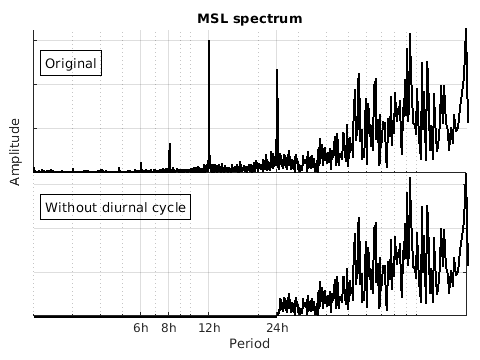 MSL spectrum
Original
Amplitude
Without diurnal cycle
6h 8h 12h 24h
Period